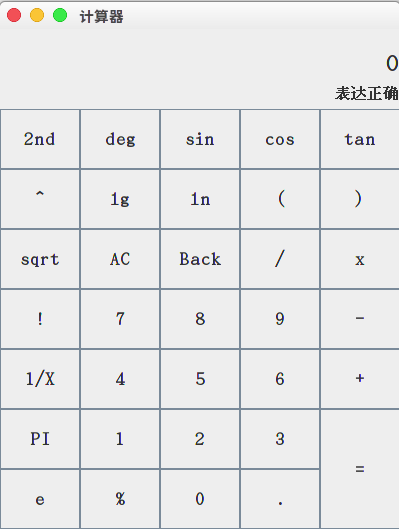 计算器
0
表达正确
2nd deg sin cos tan
^ lg ln ( )
sqrt AC Back / x
! 7 8 9 -
1/X 4 5 6 +
PI 1 2 3
=
e % 0 .